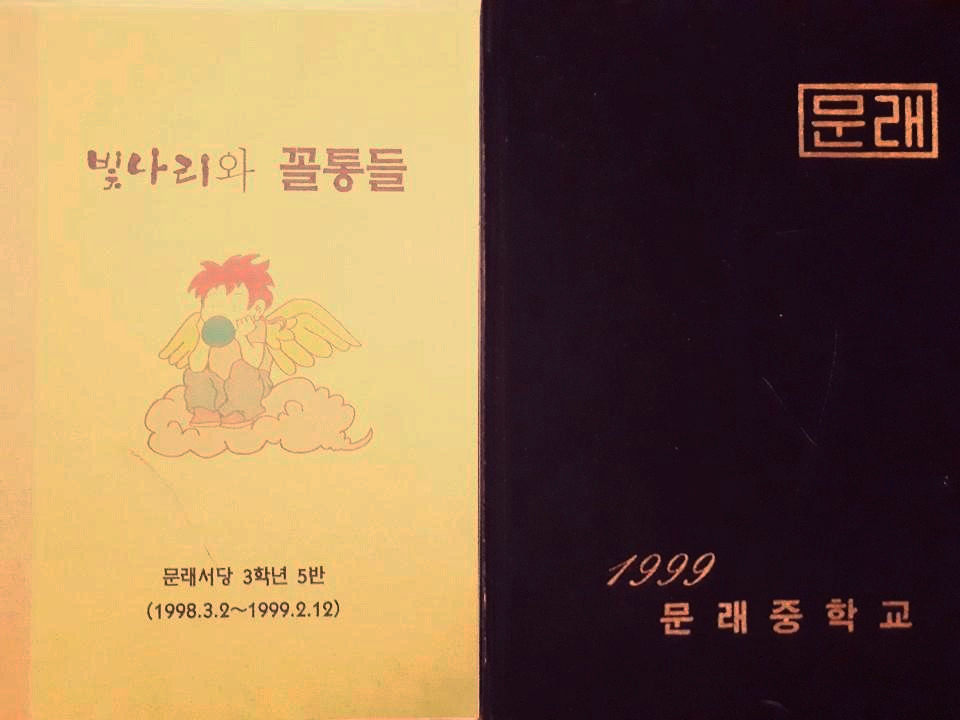 빛나리와 꼴통들
문래서당 3학년 5반
(1998.3.2~1999.2.12)
문래
1999
문래중학교